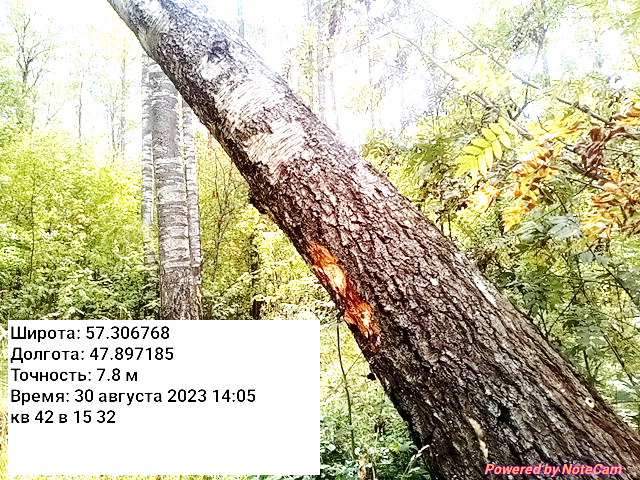 Широта: 57.306768
Долгота: 47.897185
Точность: 7.8 м
Время: 30 августа 2023 14:05
кв 42 в 15 32
Powered by NoteCam